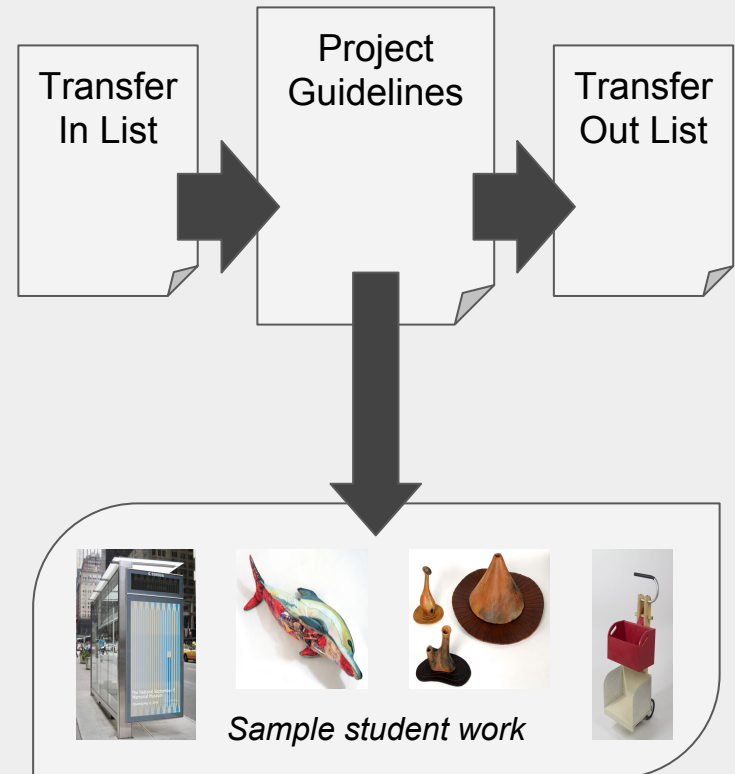 Transfer
In List
Project
Guidelines
Transfer
Out List
Sample student work